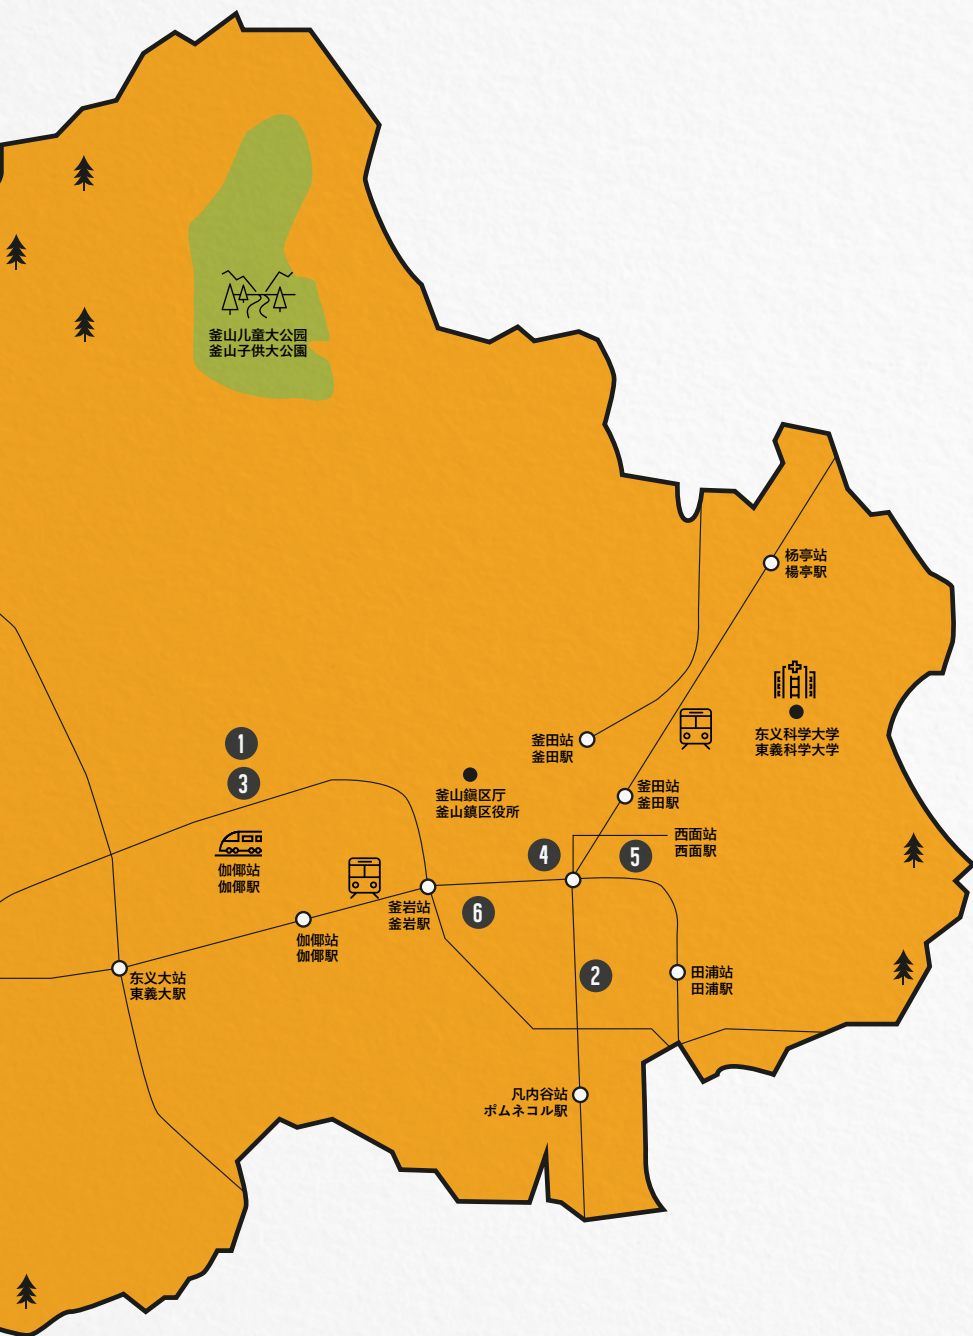 釜山儿童大公园
釜山子供大公園
杨亭站
楊亭駅
东义科学大学
東義科学大学
釜田站
釜田駅
1
3
釜田站
釜田駅
釜山鎭区厅
釜山鎮区役所
西面站
西面駅
4
5
伽倻站
伽倻駅
釜岩站
釜岩駅
6
伽倻站
伽倻駅
东义大站
東義大駅
2
田浦站
田浦駅
凡内谷站
ポムネコル駅